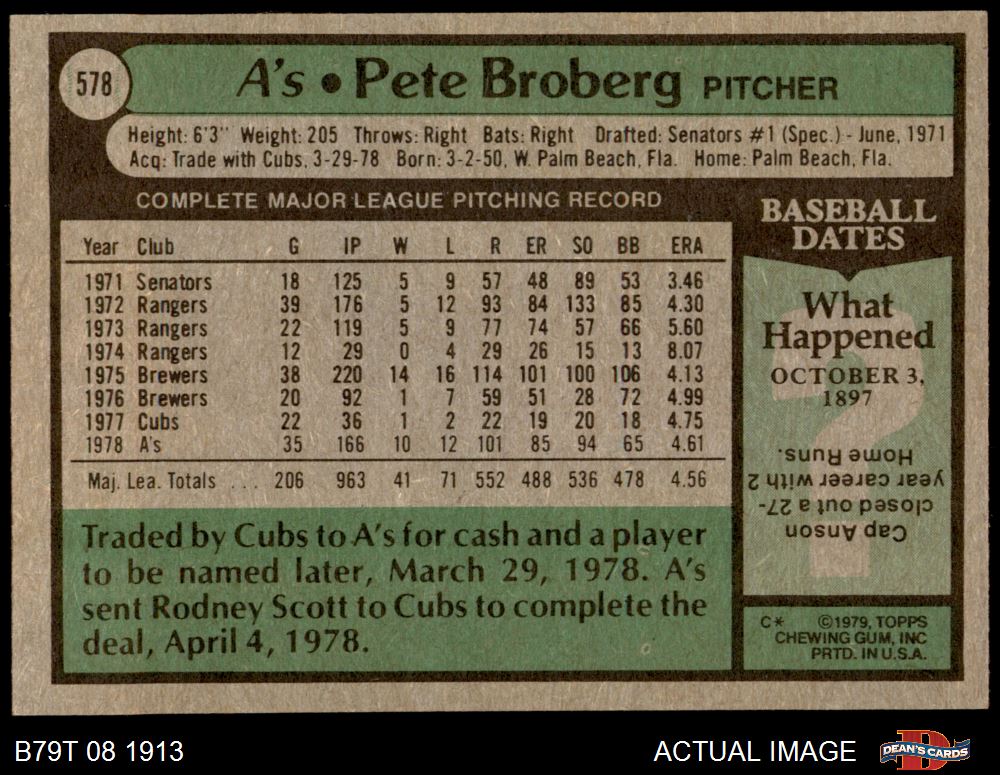 578 A's • Pete Broberg PITCHER
Height: 6'3" Weight: 205 Throws: Right Bats: Right Drafted: Senators #1 (Spec.) - June, 1971
Acq: Trade with Cubs, 3-29-78 Born: 3-2-50, W. Palm Beach, Fla. Home: Palm Beach, Fla.
COMPLETE MAJOR LEAGUE PITCHING RECORD
Year Club G IP W L R ER SO BB ERA
1971 Senators 18 125 5 9 57 48 89 53 3.46
1972 Rangers 39 176 5 12 93 84 133 85 4.30
1973 Rangers 22 119 5 9 77 74 57 66 5.60
1974 Rangers 12 29 0 4 29 26 15 13 8.07
1975 Brewers 38 220 14 16 114 101 100 106 4.13
1976 Brewers 20 92 1 7 59 51 28 72 4.99
1977 Cubs 22 36 1 2 22 19 20 18 4.75
1978 A's 35 166 10 12 101 85 94 65 4.61
Maj. Lea. Totals ... 206 963 41 71 552 488 536 478 4.56
Traded by Cubs to A's for cash and a player
to be named later, March 29, 1978. A's
sent Rodney Scott to Cubs to complete the
deal, April 4, 1978.
BASEBALL
DATES
What
Happened
OCTOBER 3,
1897
?
Cap Anson
closed out a 27-
year career with 2
Home Runs.
C* ©1979, TOPPS
CHEWING GUM, INC
PRTD. IN U.S.A.
B79T 08 1913
ACTUAL IMAGE
D
DEAN'S CARDS